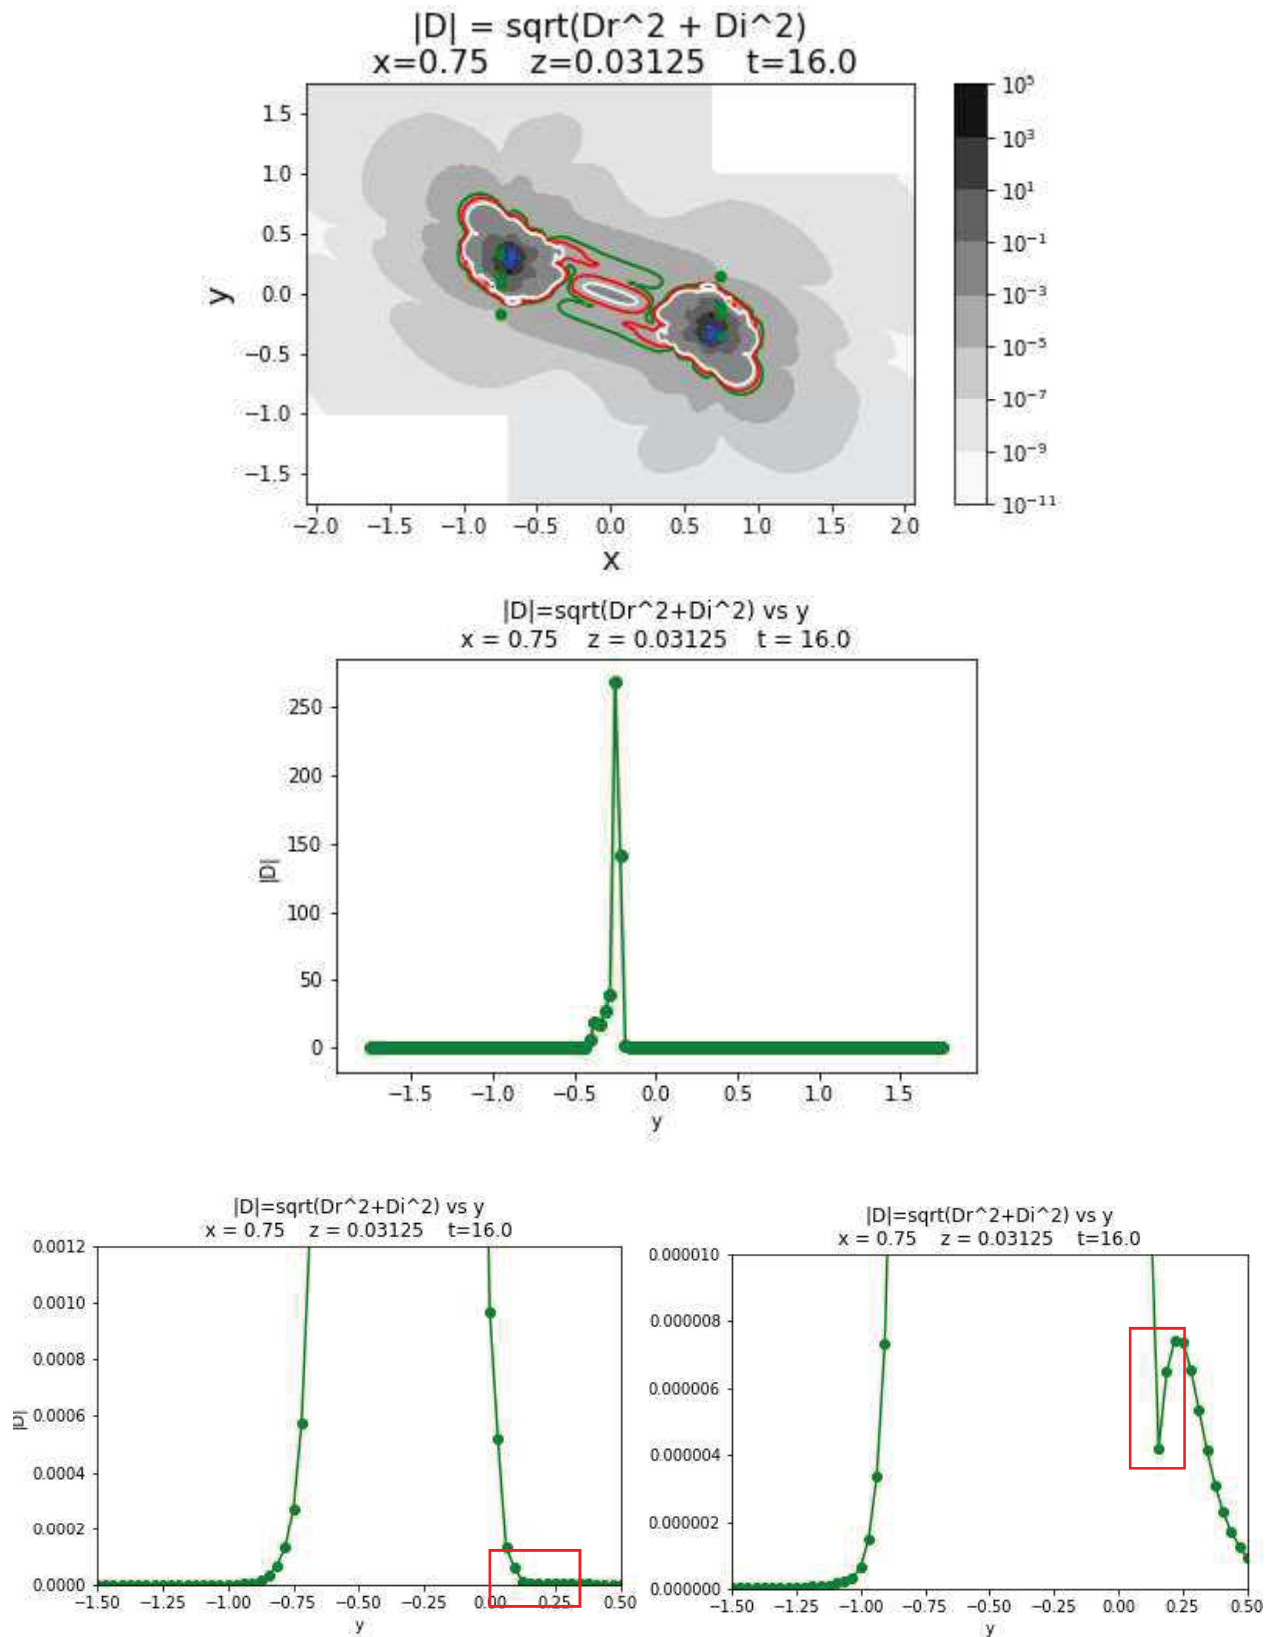 |D| = sqrt(Dr^2 + Di^2)
x=0.75 z=0.03125 t=16.0
1.5
1.0
0.5
0.0
−0.5
−1.0
−1.5
y
−2.0 −1.5 −1.0 −0.5 0.0 0.5 1.0 1.5 2.0
x
10^5
10^3
10^1
10^−1
10^−3
10^−5
10^−7
10^−9
10^−11
|D|=sqrt(Dr^2+Di^2) vs y
x = 0.75 z = 0.03125 t = 16.0
250
200
150
100
50
0
|D|
−1.5 −1.0 −0.5 0.0 0.5 1.0 1.5
y
|D|=sqrt(Dr^2+Di^2) vs y
x = 0.75 z = 0.03125 t=16.0
0.0012
0.0010
0.0008
0.0006
0.0004
0.0002
0.0000
|D|
−1.50 −1.25 −1.00 −0.75 −0.50 −0.25 0.00 0.25 0.50
y
|D|=sqrt(Dr^2+Di^2) vs y
x = 0.75 z = 0.03125 t=16.0
0.000010
0.000008
0.000006
0.000004
0.000002
0.000000
−1.50 −1.25 −1.00 −0.75 −0.50 −0.25 0.00 0.25 0.50
y